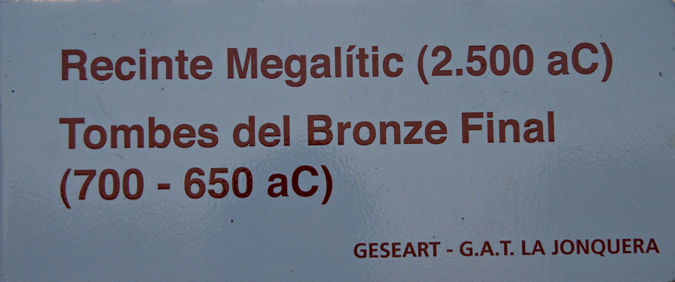 Recinte Megalític (2.500 aC)
Tombes del Bronze Final
(700 - 650 aC)
GESEART - G.A.T. LA JONQUERA